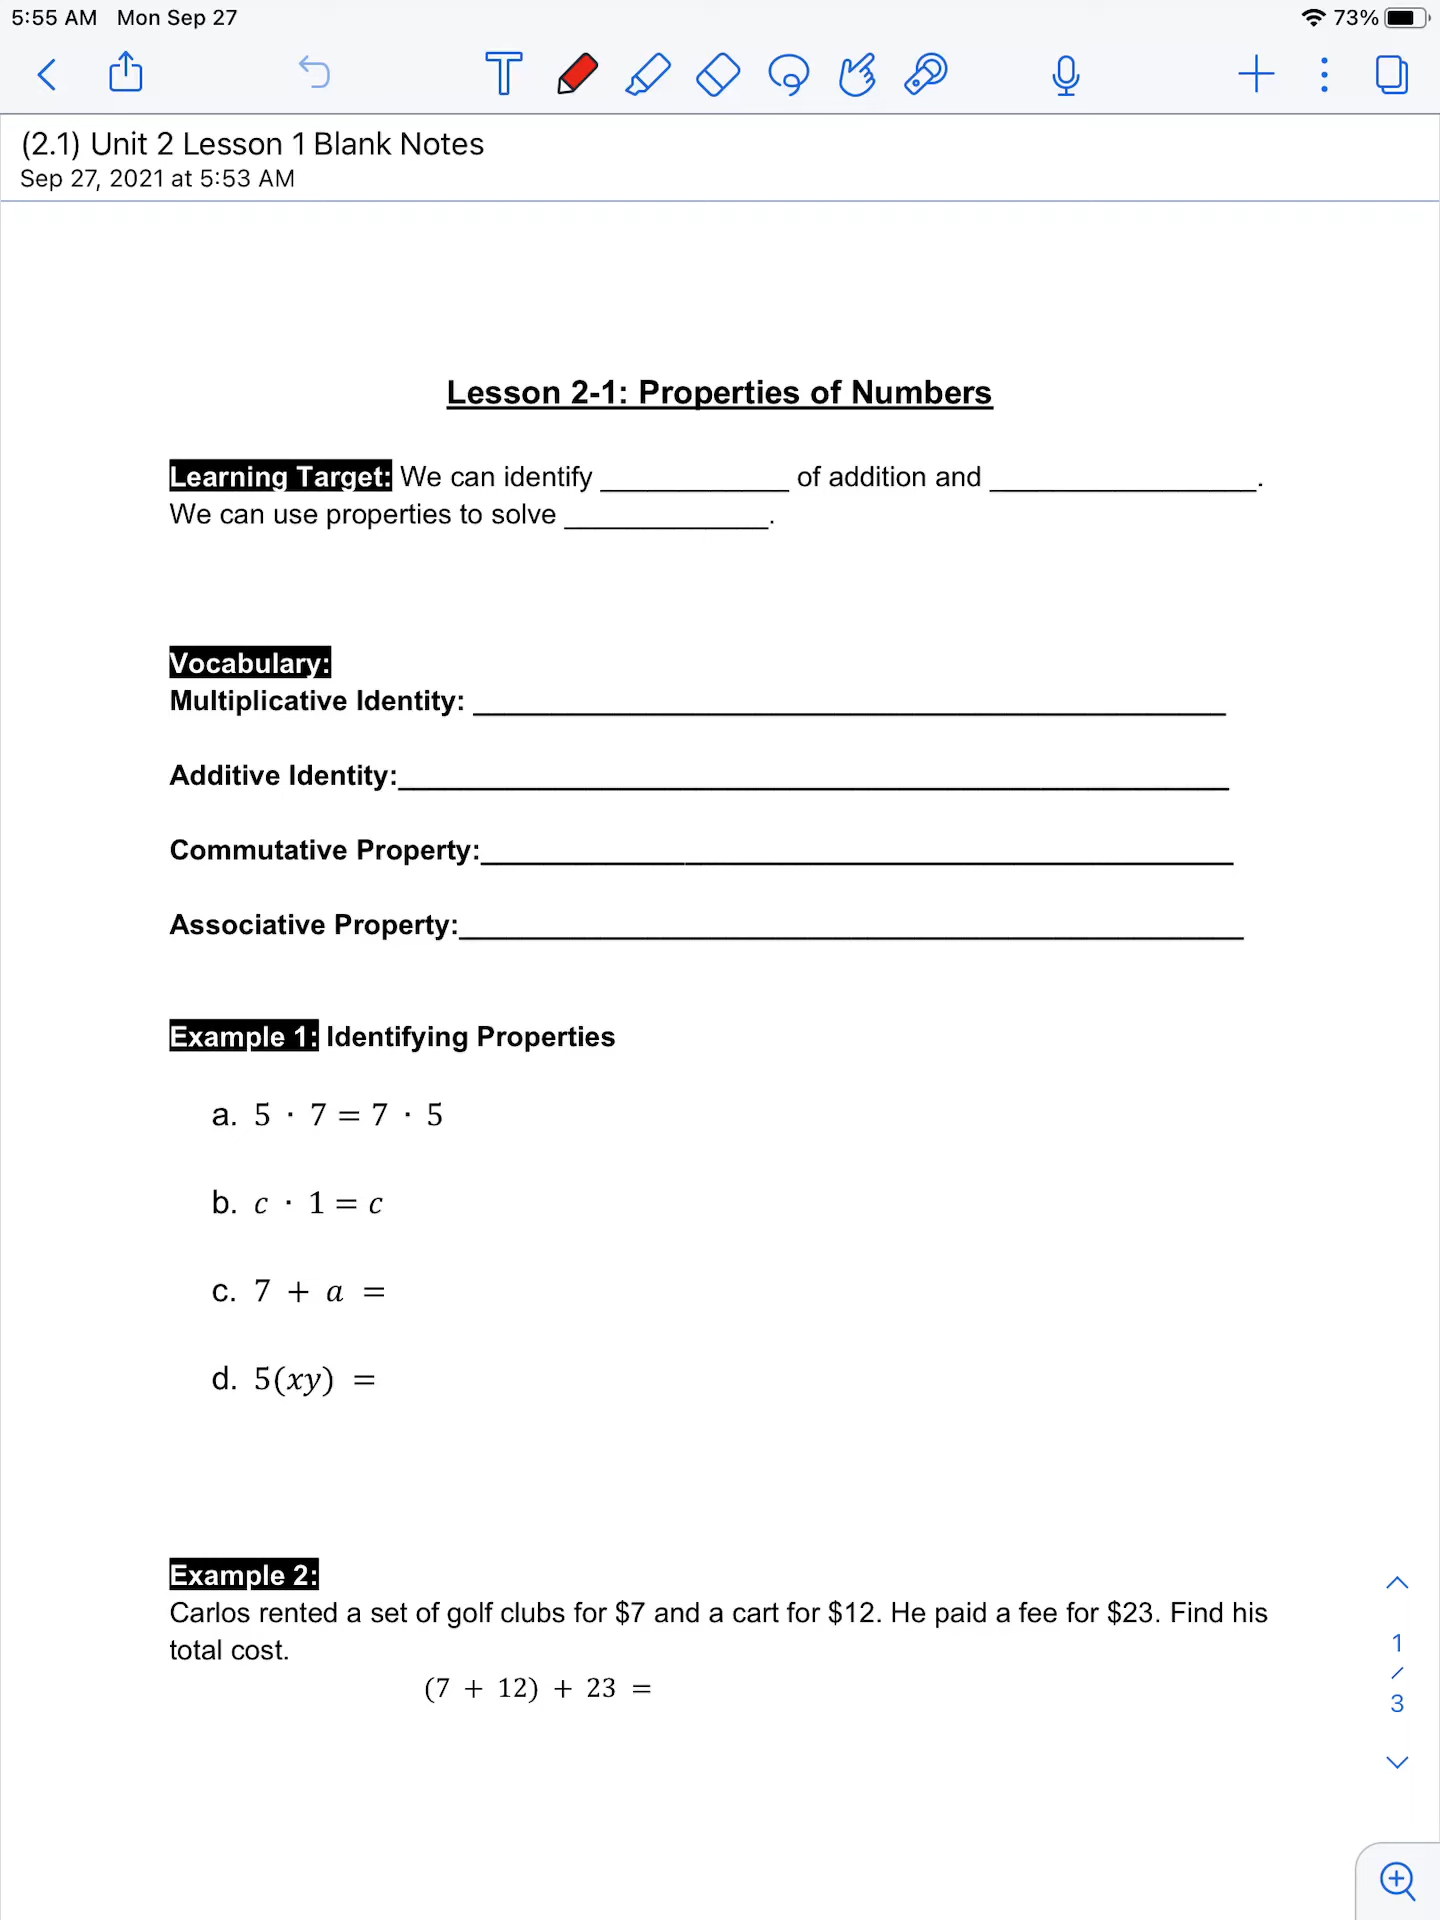 5:55 AM Mon Sep 27 73%
(2.1) Unit 2 Lesson 1 Blank Notes
Sep 27, 2021 at 5:53 AM
Lesson 2-1: Properties of Numbers
Learning Target: We can identify ____________ of addition and _________________.
We can use properties to solve _____________.
Vocabulary:
Multiplicative Identity: ________________________________________________
Additive Identity:_____________________________________________________
Commutative Property:________________________________________________
Associative Property:__________________________________________________
Example 1: Identifying Properties
a. 5 · 7 = 7 · 5
b. c · 1 = c
c. 7 + a =
d. 5(xy) =
Example 2:
Carlos rented a set of golf clubs for $7 and a cart for $12. He paid a fee for $23. Find his
total cost.
(7 + 12) + 23 =
1
/
3